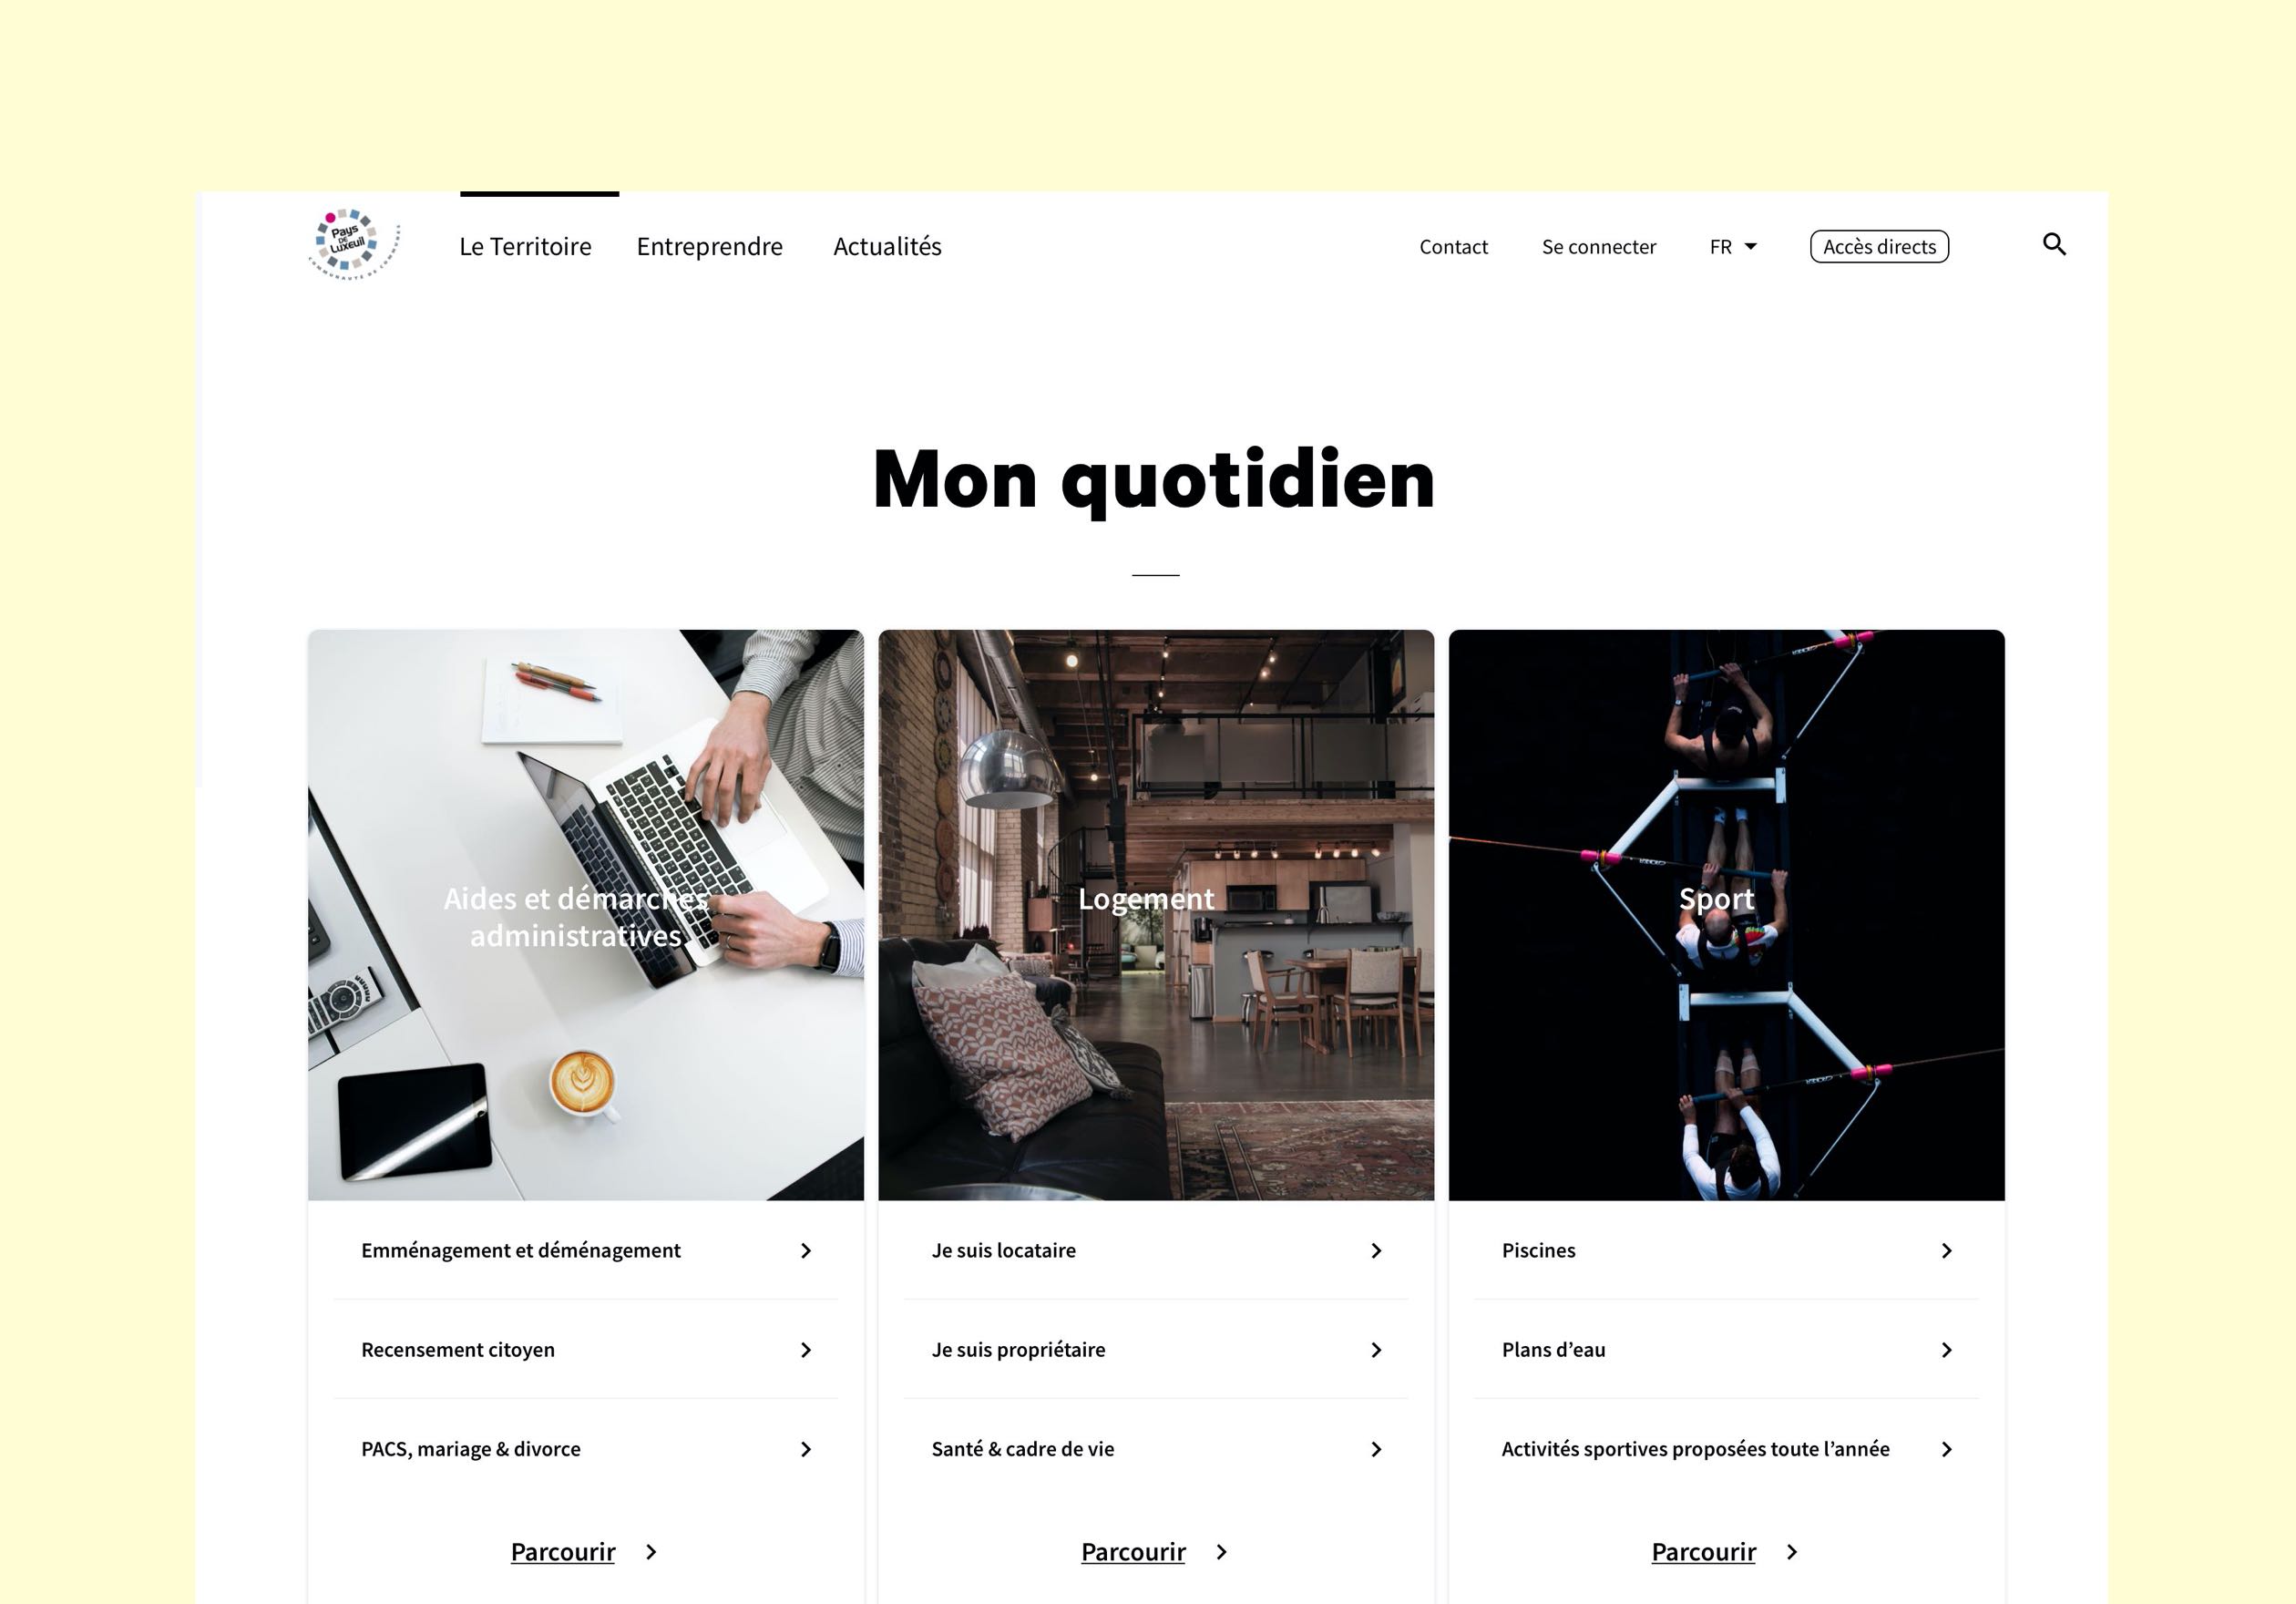 Pays
DE
Luxeuil
Le Territoire
Entreprendre
Actualités
Contact
Se connecter
FR
Accès directs
Mon quotidien
Aides et démarches
administratives
Logement
Sport
Emménagement et déménagement
Recensement citoyen
PACS, mariage & divorce
Parcourir
Je suis locataire
Je suis propriétaire
Santé & cadre de vie
Parcourir
Piscines
Plans d’eau
Activités sportives proposées toute l’année
Parcourir